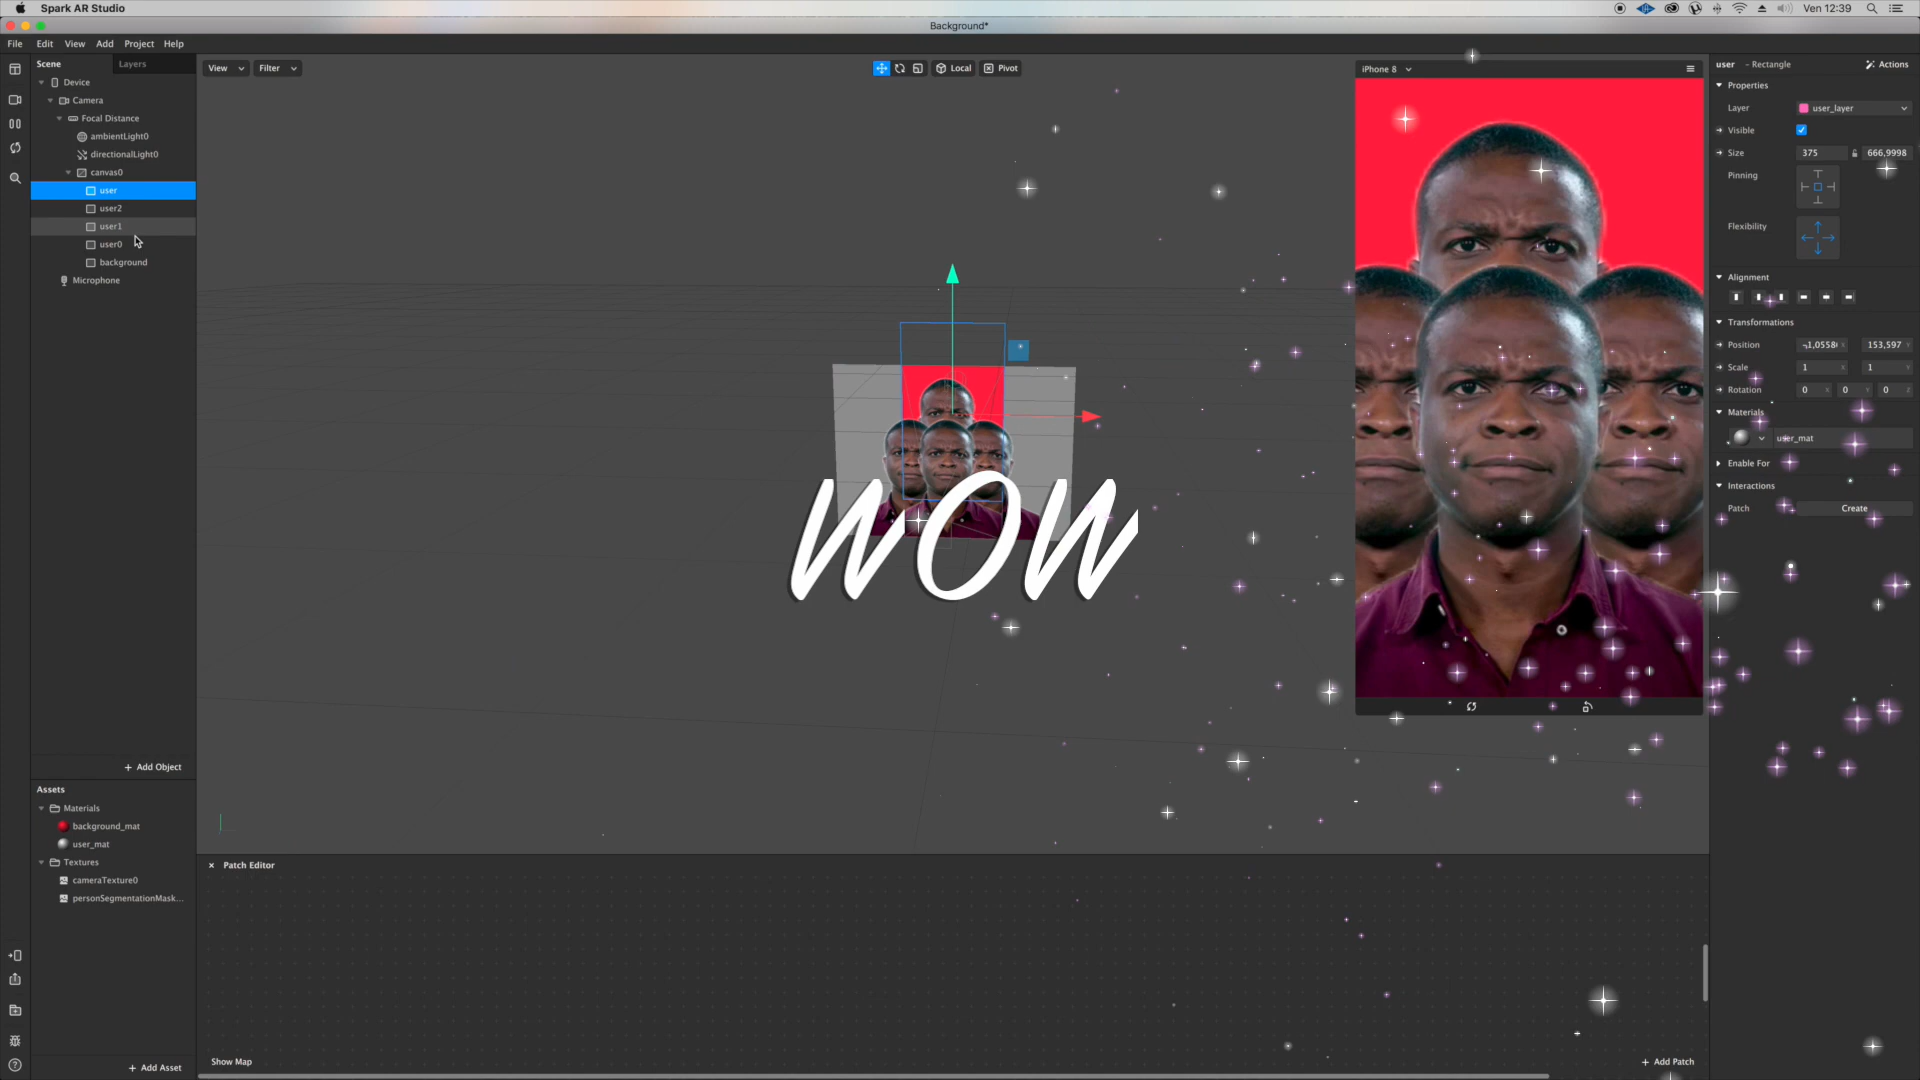 Spark AR Studio
Ven 12:39
Background*
File Edit View Add Project Help
Scene Layers
Device
Camera
Focal Distance
ambientLight0
directionalLight0
canvas0
user
user2
user1
user0
background
Microphone
+ Add Object
Assets
Materials
background_mat
user_mat
Textures
cameraTexture0
personSegmentationMask...
+ Add Asset
View Filter
Local Pivot
WOW
iPhone 8
Patch Editor
Show Map
+ Add Patch
user - Rectangle Actions
Properties
Layer user_layer
Visible
Size 375 666,9998
Pinning
Flexibility
Alignment
Transformations
Position 153,597 Y
Scale 1 X 1 Y
Rotation 0 X 0 Y 0 Z
Materials
user_mat
Enable For
Interactions
Patch Create